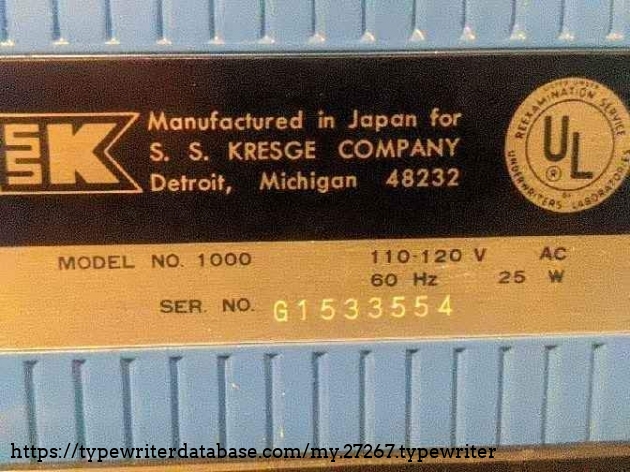 SSK
Manufactured in Japan for
S. S. KRESGE COMPANY
Detroit, Michigan 48232
REEXAMINATION SERVICE
UL
®
UNDERWRITERS LABORATORIES
MODEL NO. 1000
110-120 V AC
60 Hz 25 W
SER. NO. G1533554
https://typewriterdatabase.com/my.27267.typewriter